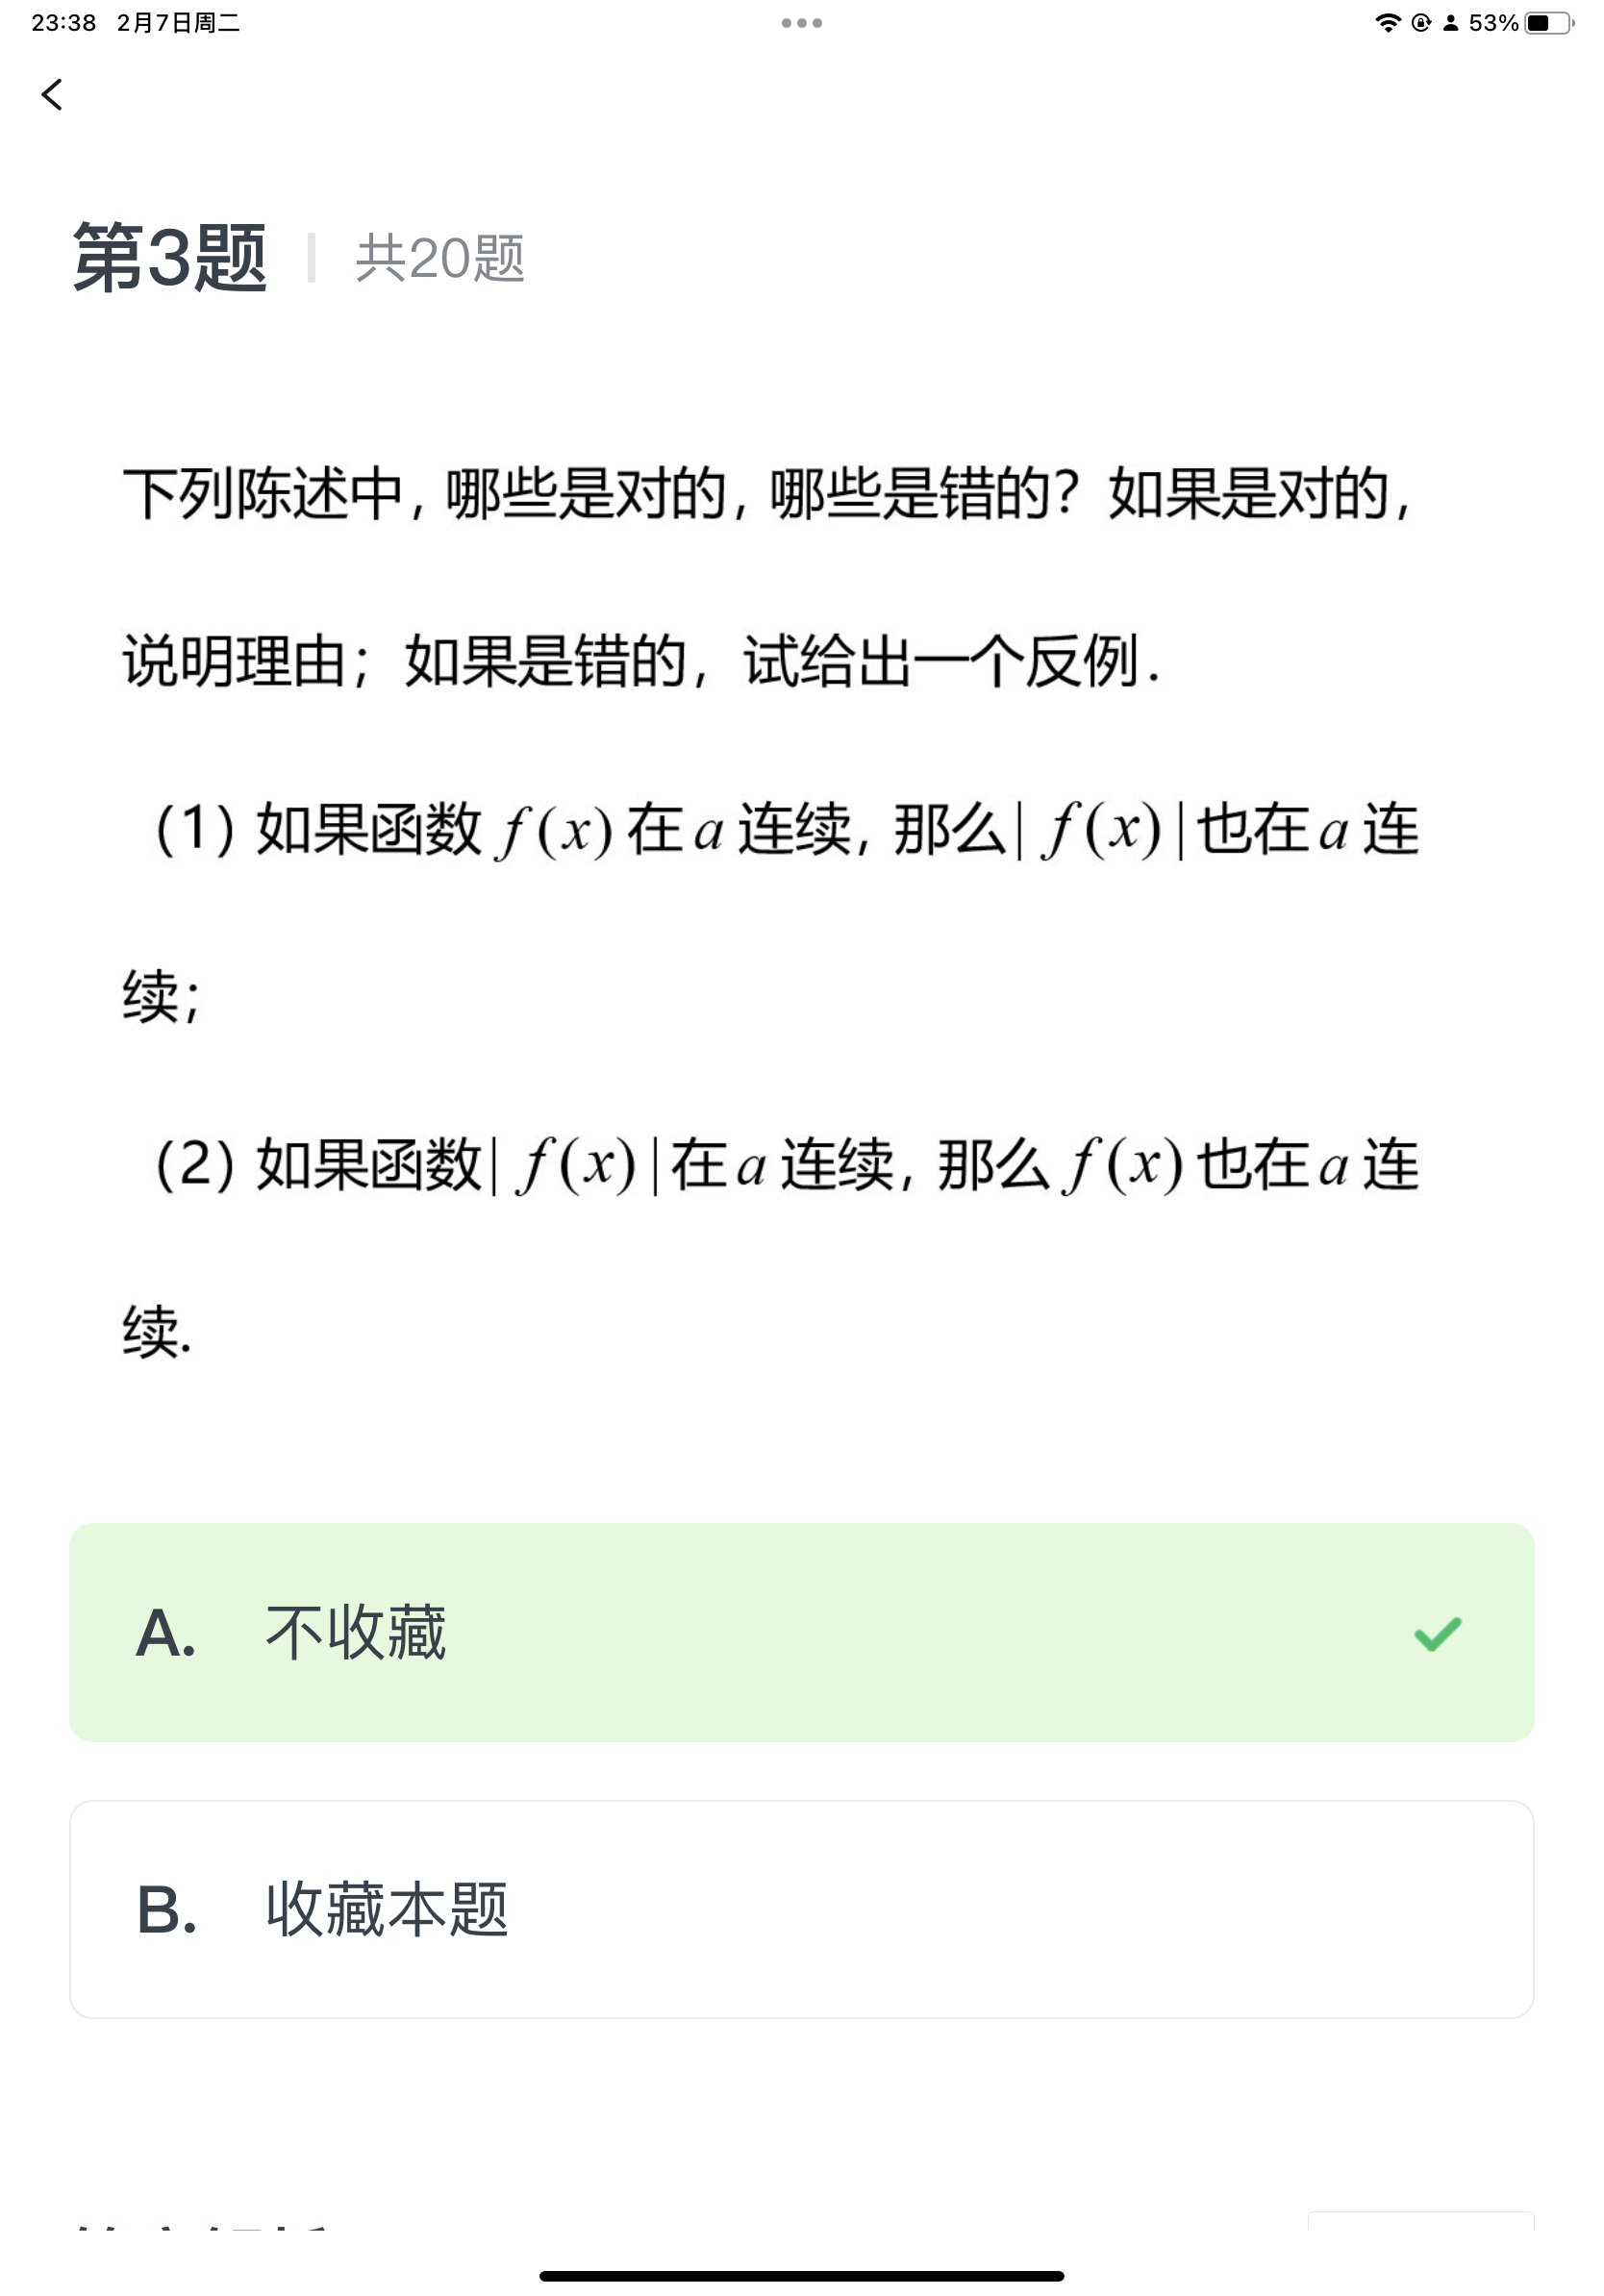 23:38 2月7日周二
53%
第3题 共20题
下列陈述中, 哪些是对的, 哪些是错的？如果是对的,
说明理由；如果是错的, 试给出一个反例.
（1）如果函数 f(x) 在 a 连续, 那么| f(x)|也在 a 连
续；
（2）如果函数| f(x)|在 a 连续, 那么 f(x) 也在 a 连
续.
A. 不收藏
B. 收藏本题